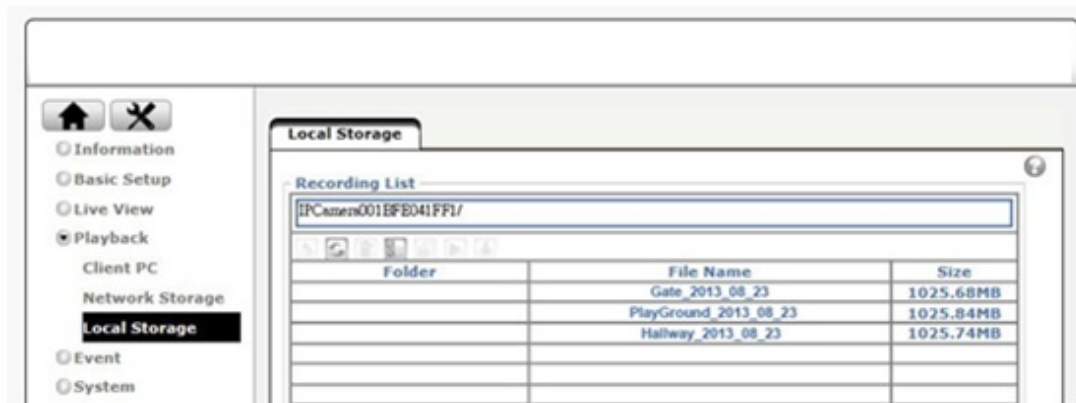 Information
Basic Setup
Live View
Playback
Client PC
Network Storage
Local Storage
Event
System
Local Storage
Recording List
IPCamera001BFE041FF1/
Folder File Name Size
Gate_2013_08_23 1025.68MB
PlayGround_2013_08_23 1025.84MB
Hallway_2013_08_23 1025.74MB